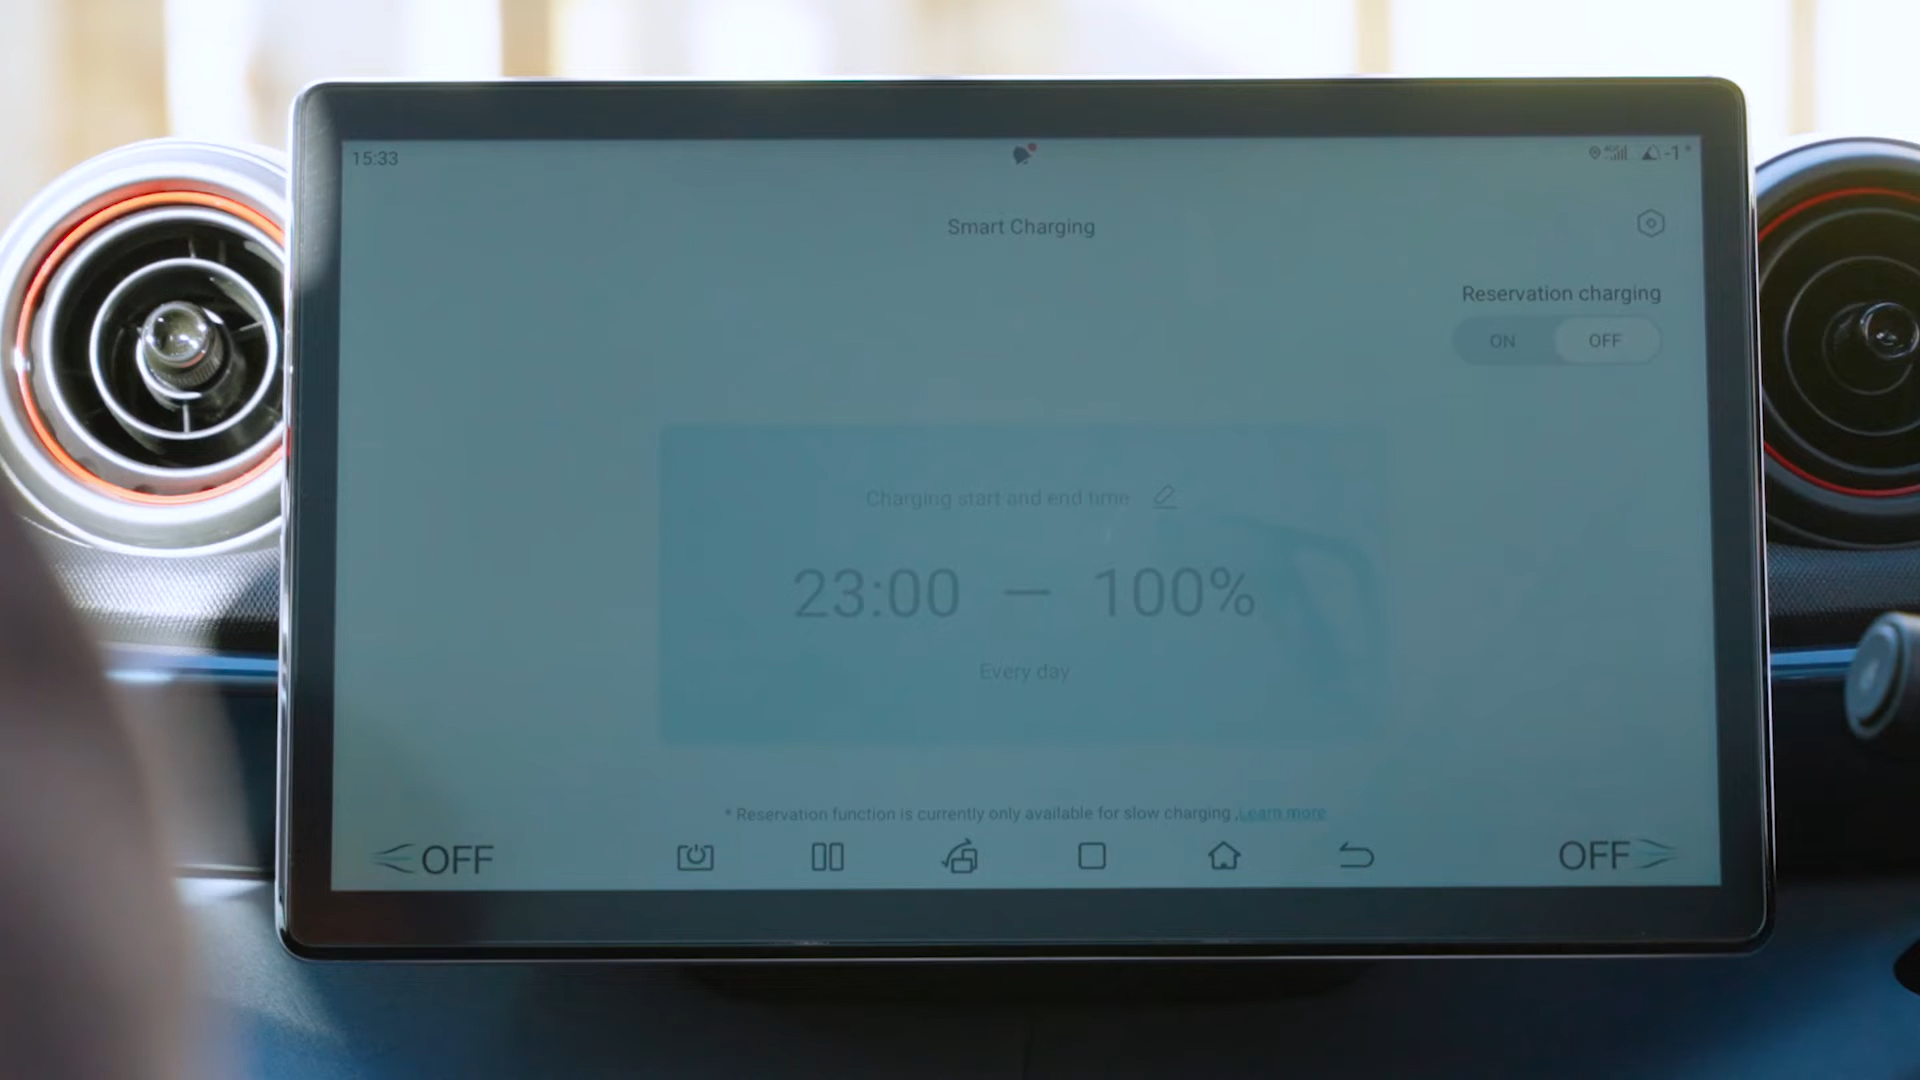 15:33
-1°
Smart Charging
Reservation charging
ON OFF
Charging start and end time
23:00 — 100%
Every day
* Reservation function is currently only available for slow charging ,Learn more
OFF
OFF